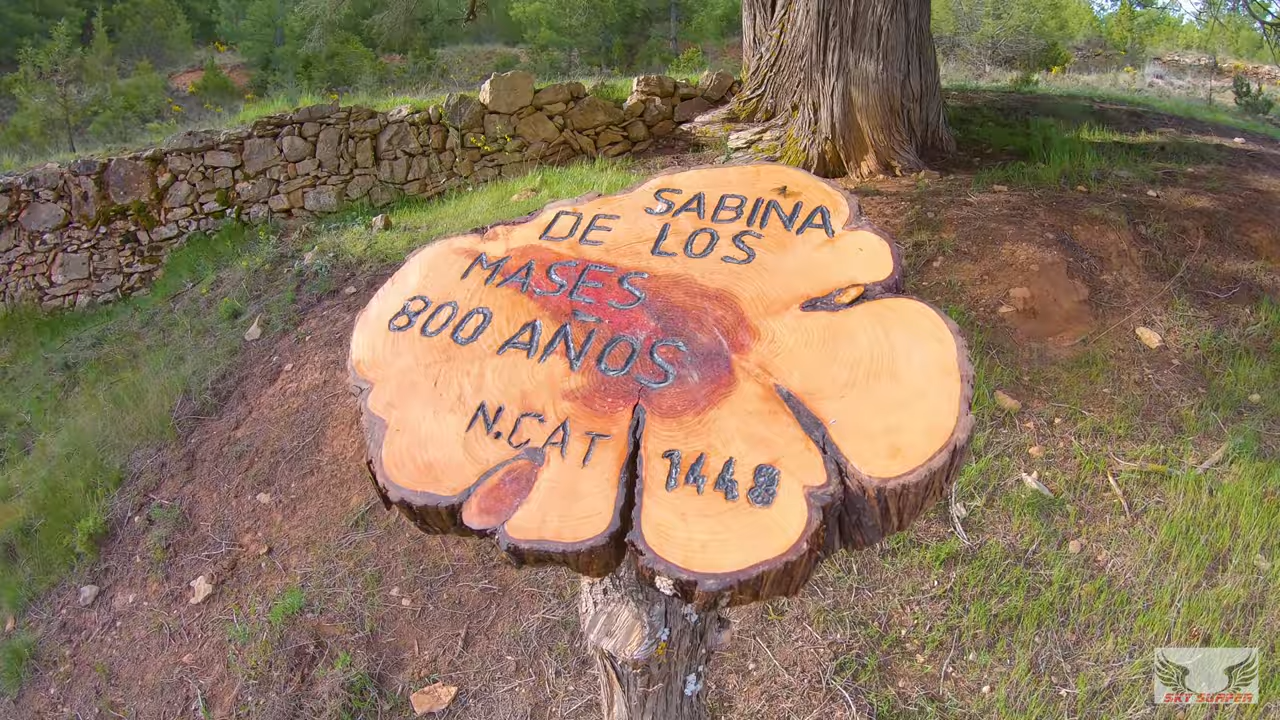 SABINA
DE LOS
MASES
800 AÑOS
N.CAT 1448
SKY SURFER